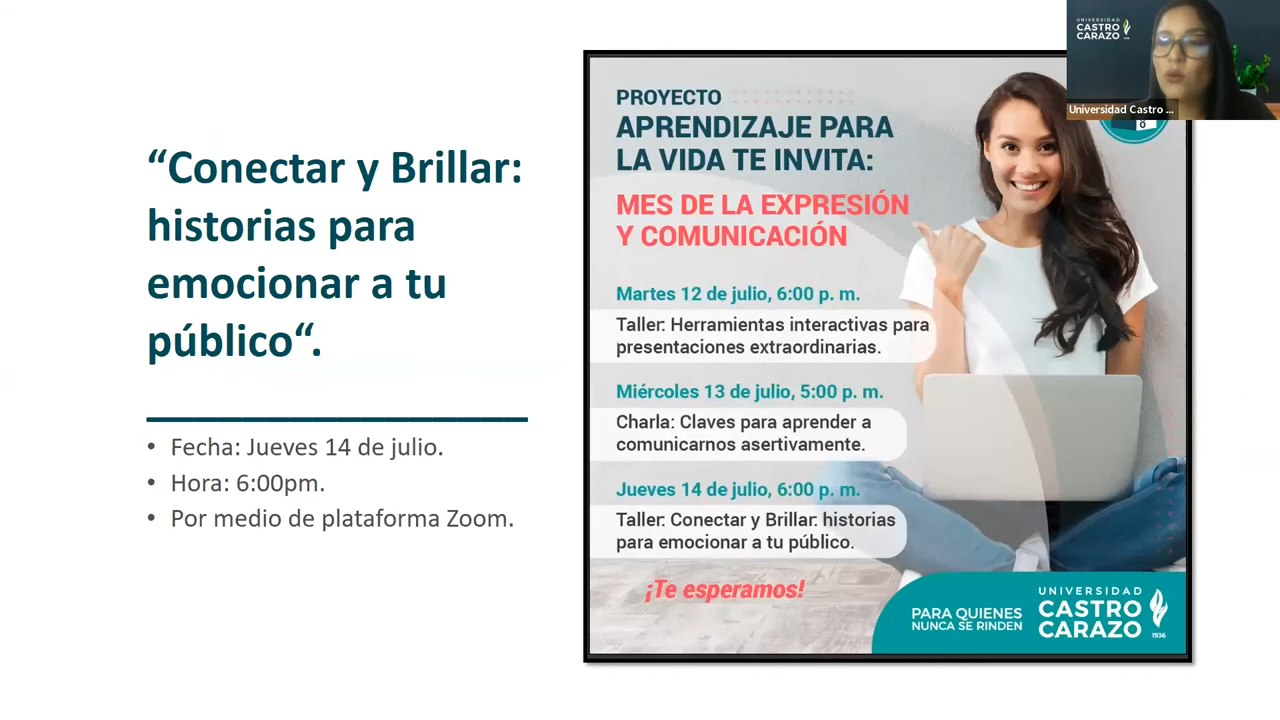 “Conectar y Brillar:
historias para
emocionar a tu
público“.
• Fecha: Jueves 14 de julio.
• Hora: 6:00pm.
• Por medio de plataforma Zoom.
PROYECTO
APRENDIZAJE PARA
LA VIDA TE INVITA:
MES DE LA EXPRESIÓN
Y COMUNICACIÓN
Martes 12 de julio, 6:00 p. m.
Taller: Herramientas interactivas para
presentaciones extraordinarias.
Miércoles 13 de julio, 5:00 p. m.
Charla: Claves para aprender a
comunicarnos asertivamente.
Jueves 14 de julio, 6:00 p. m.
Taller: Conectar y Brillar: historias
para emocionar a tu público.
¡Te esperamos!
PARA QUIENES
NUNCA SE RINDEN
UNIVERSIDAD
CASTRO
CARAZO
1936
UNIVERSIDAD
CASTRO
CARAZO
Universidad Castro ...